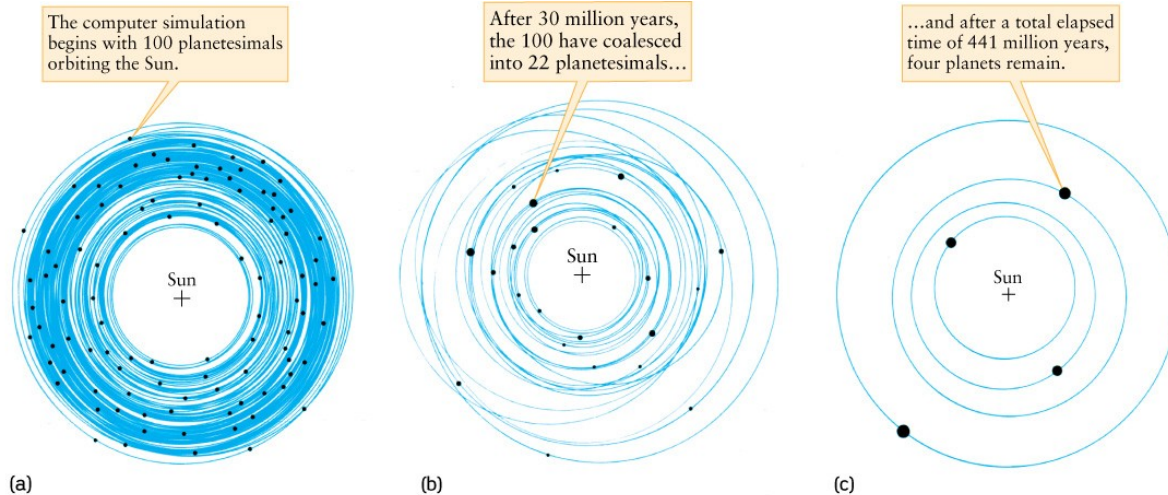 The computer simulation
begins with 100 planetesimals
orbiting the Sun.
After 30 million years,
the 100 have coalesced
into 22 planetesimals…
…and after a total elapsed
time of 441 million years,
four planets remain.
Sun
Sun
Sun
(a)
(b)
(c)